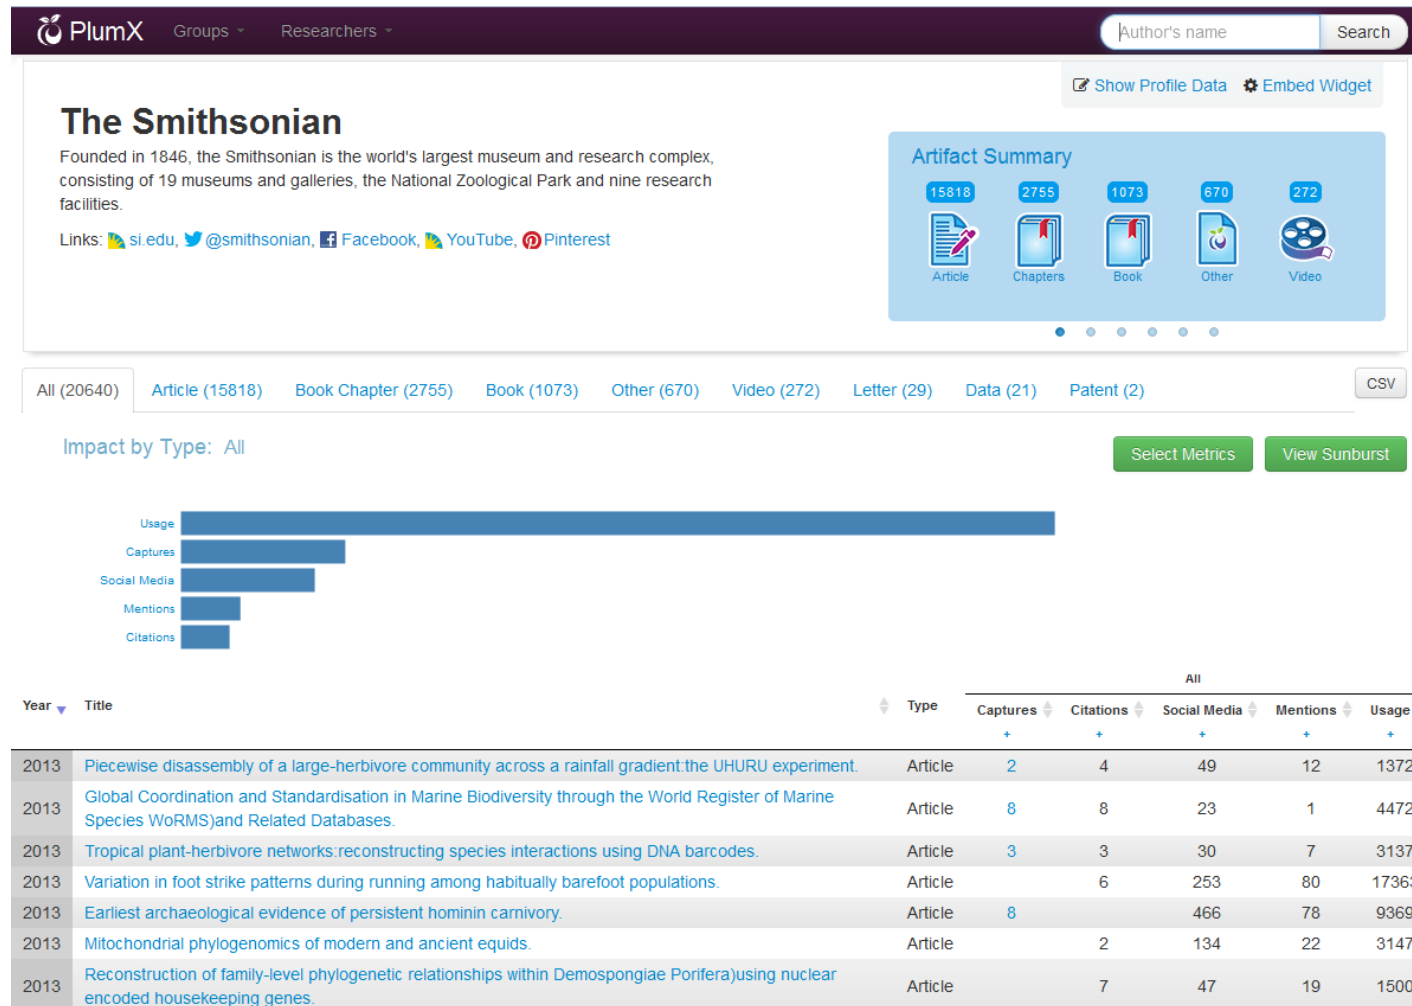 PlumX Groups Researchers Author's name Search
Show Profile Data Embed Widget
The Smithsonian
Founded in 1846, the Smithsonian is the world's largest museum and research complex,
consisting of 19 museums and galleries, the National Zoological Park and nine research
facilities.
Links: si.edu, @smithsonian, Facebook, YouTube, Pinterest
Artifact Summary
15818 2755 1073 670 272
Article Chapters Book Other Video
All (20640) Article (15818) Book Chapter (2755) Book (1073) Other (670) Video (272) Letter (29) Data (21) Patent (2) CSV
Impact by Type: All Select Metrics View Sunburst
Usage
Captures
Social Media
Mentions
Citations
All
Year Title Type Captures Citations Social Media Mentions Usage
+ + + + +
2013 Piecewise disassembly of a large-herbivore community across a rainfall gradient:the UHURU experiment. Article 2 4 49 12 1372
2013 Global Coordination and Standardisation in Marine Biodiversity through the World Register of Marine
Species WoRMS)and Related Databases. Article 8 8 23 1 4472
2013 Tropical plant-herbivore networks:reconstructing species interactions using DNA barcodes. Article 3 3 30 7 3137
2013 Variation in foot strike patterns during running among habitually barefoot populations. Article 6 253 80 17363
2013 Earliest archaeological evidence of persistent hominin carnivory. Article 8 466 78 9369
2013 Mitochondrial phylogenomics of modern and ancient equids. Article 2 134 22 3147
2013 Reconstruction of family-level phylogenetic relationships within Demospongiae Porifera)using nuclear
encoded housekeeping genes. Article 7 47 19 1500